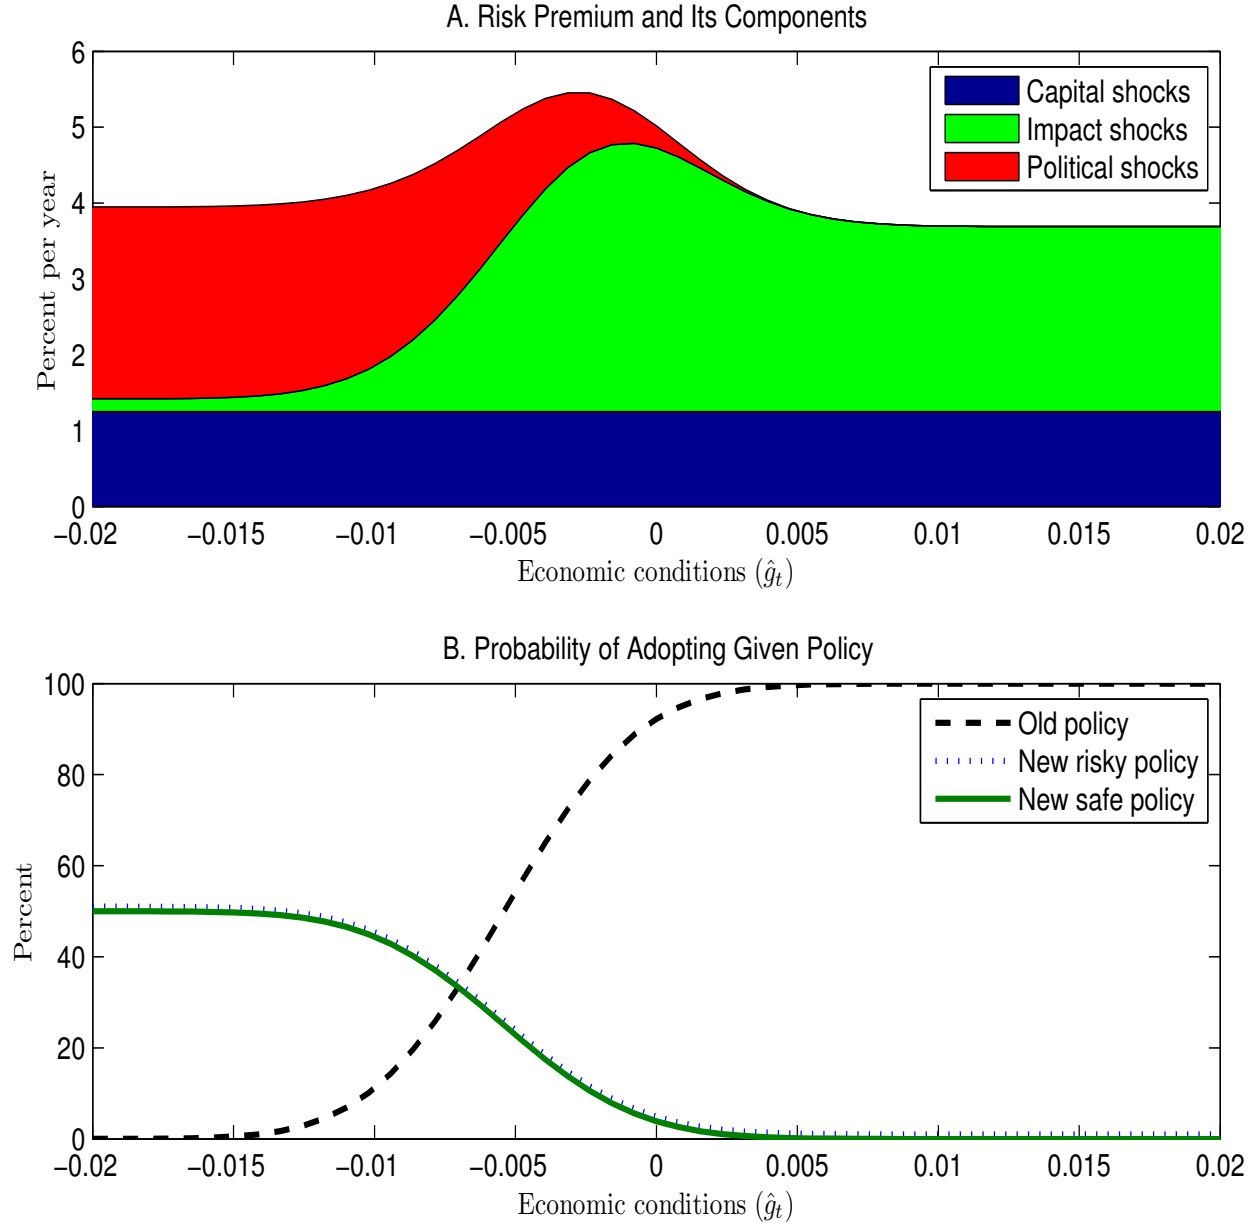 A. Risk Premium and Its Components
6
5
4
3
2
1
0
Percent per year
Capital shocks
Impact shocks
Political shocks
−0.02 −0.015 −0.01 −0.005 0 0.005 0.01 0.015 0.02
Economic conditions (ĝₜ)
B. Probability of Adopting Given Policy
100
80
60
40
20
0
Percent
Old policy
New risky policy
New safe policy
−0.02 −0.015 −0.01 −0.005 0 0.005 0.01 0.015 0.02
Economic conditions (ĝₜ)